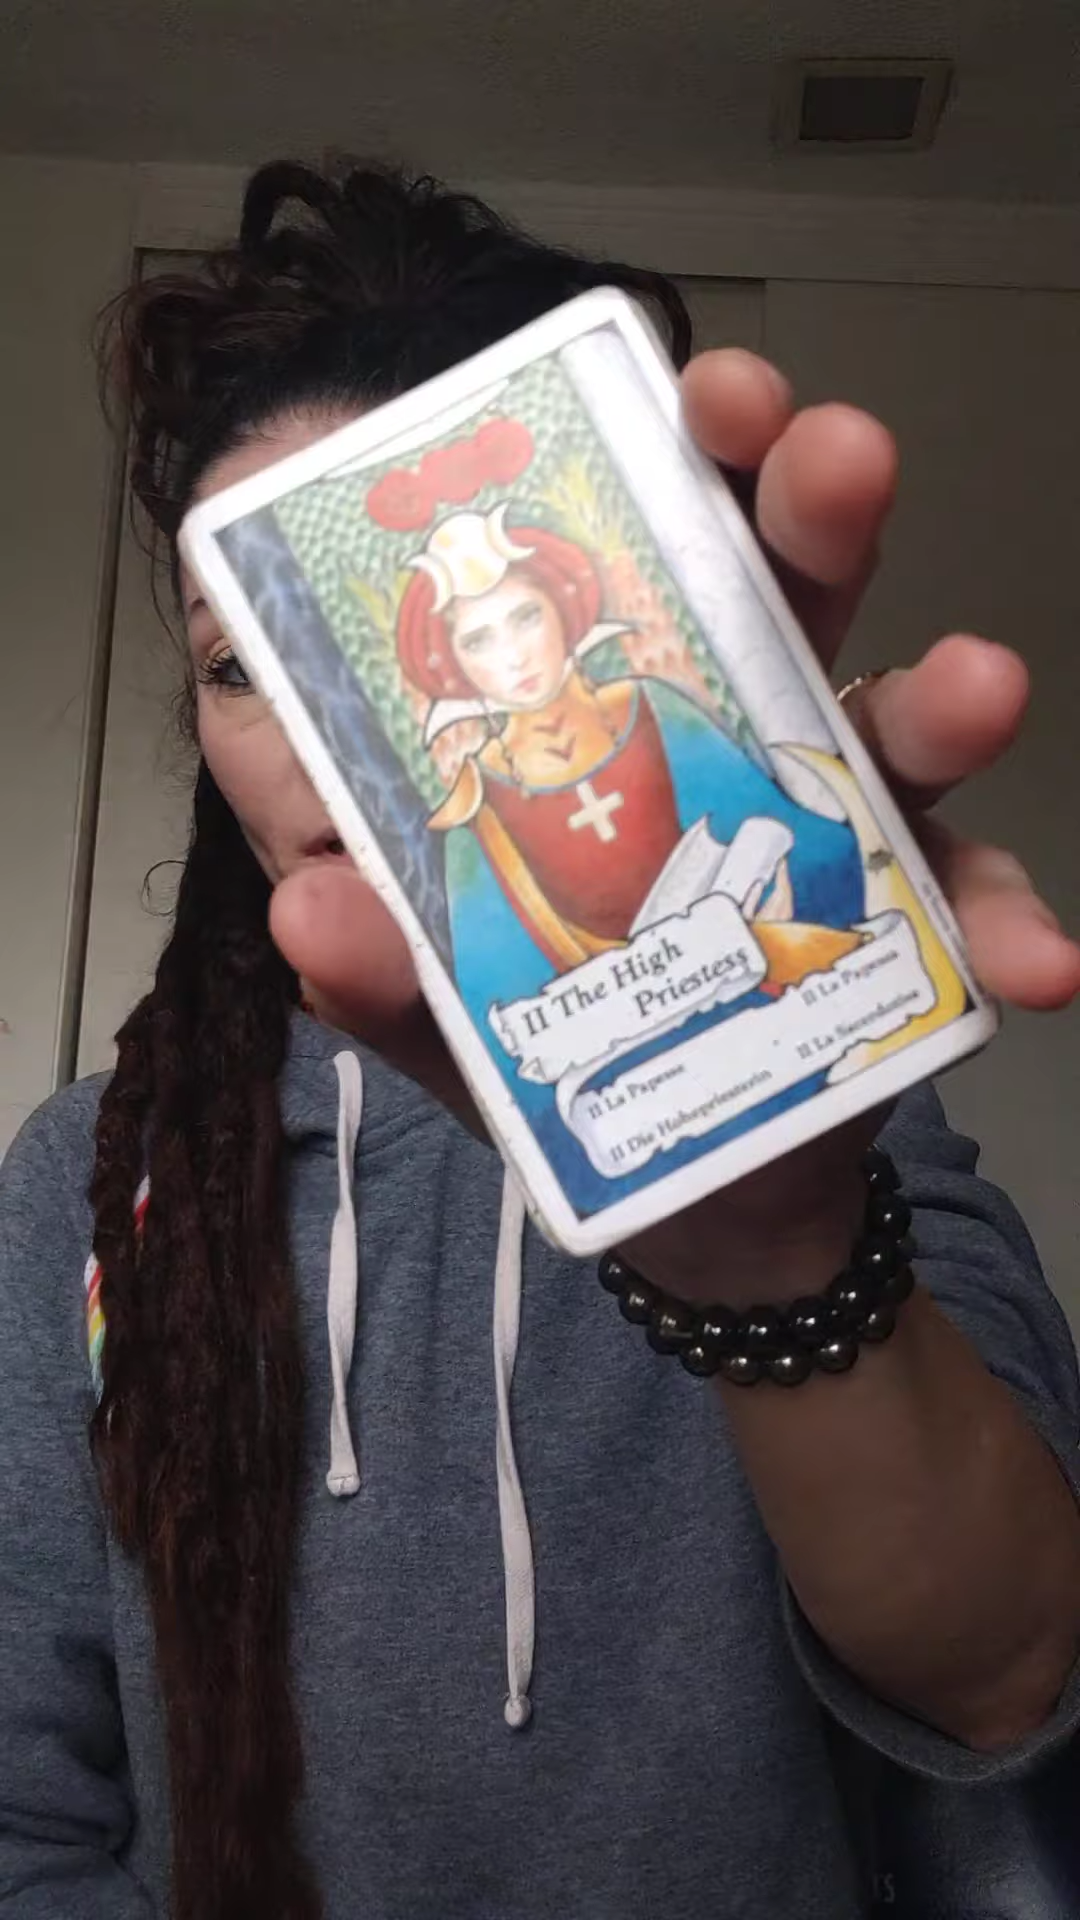 II The High
Priestess
II La Papesse
II La Papessa
II Die Hohepriesterin
II La Sacerdotisa